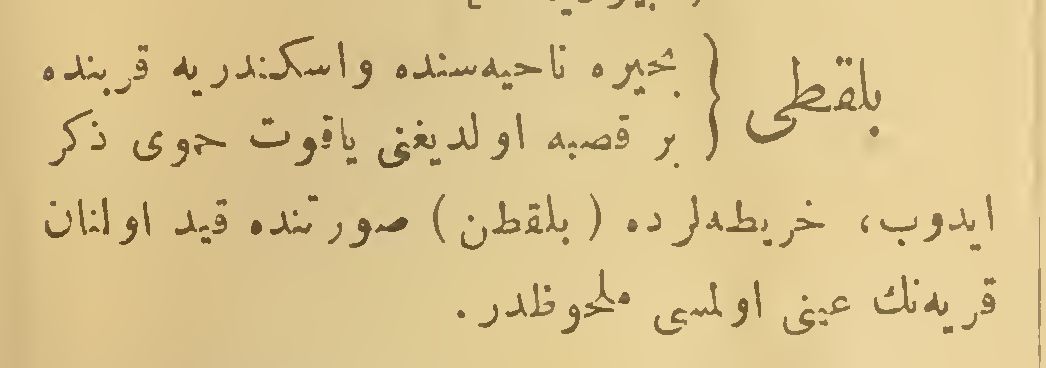 بلقطى { بحيره ناحيه‌سنده واسكندريه قربنده
بر قصبه اولديغنى ياقوت حموى ذكر
ايدوب، خريطه‌لرده (بلقطن) صورتنده قيد اولنان
قريه‌نك عينى اولمسى ملحوظدر.